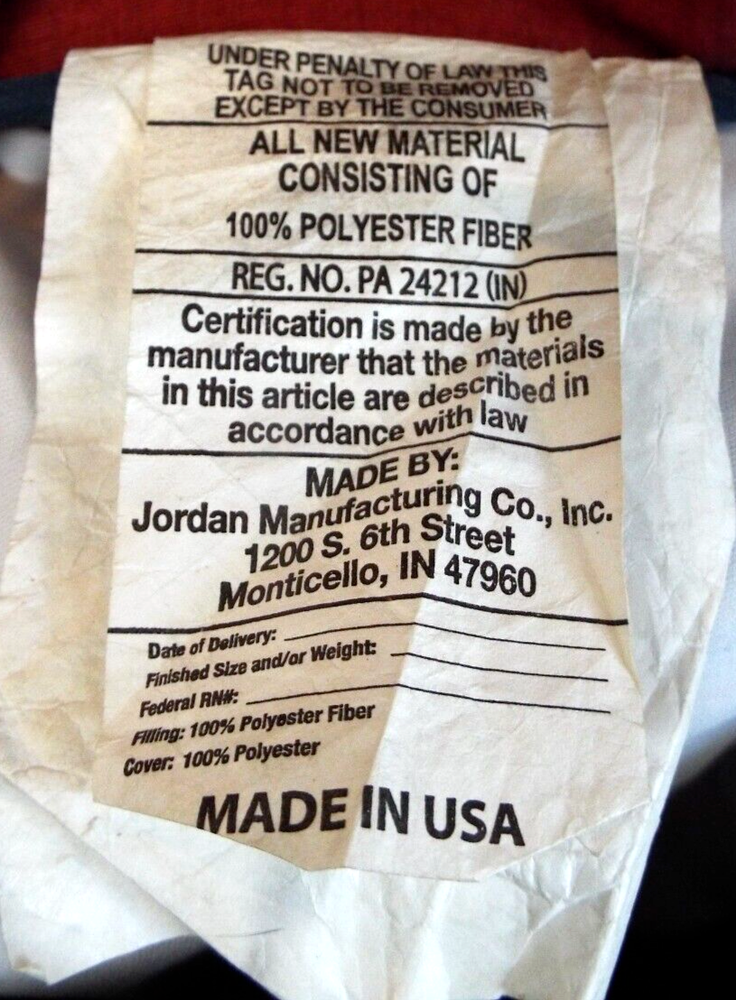 UNDER PENALTY OF LAW THIS
TAG NOT TO BE REMOVED
EXCEPT BY THE CONSUMER
ALL NEW MATERIAL
CONSISTING OF
100% POLYESTER FIBER
REG. NO. PA 24212 (IN)
Certification is made by the
manufacturer that the materials
in this article are described in
accordance with law
MADE BY:
Jordan Manufacturing Co., Inc.
1200 S. 6th Street
Monticello, IN 47960
Date of Delivery:
Finished Size and/or Weight:
Federal RN#:
Filling: 100% Polyester Fiber
Cover: 100% Polyester
MADE IN USA